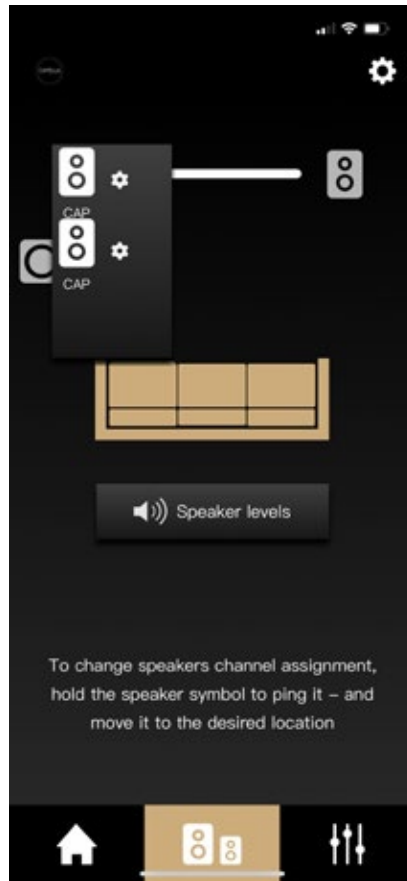 CAP
CAP
Speaker levels
To change speakers channel assignment,
hold the speaker symbol to ping it – and
move it to the desired location